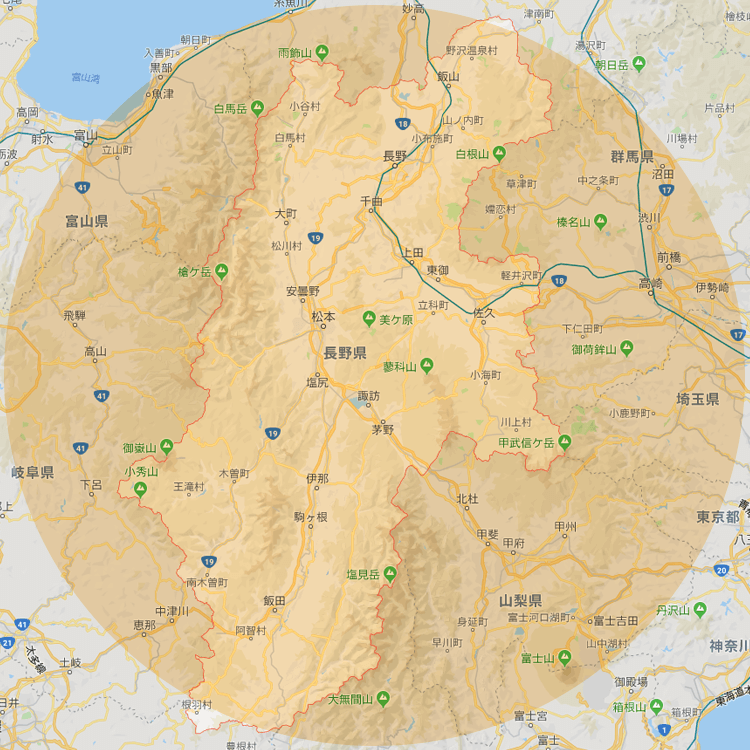 糸魚川
妙高
津南町
朝日町
入善町
黒部
雨飾山
野沢温泉村
湯沢町
朝日岳
富山湾
魚津
白馬岳
小谷村
飯山
高岡
射水
富山
立山町
白馬村
18
山ノ内町
小布施町
片品村
川場村
砺波
長野
白根山
群馬県
沼田
41
富山県
大町
千曲
草津町
中之条町
17
嬬恋村
榛名山
渋川
松川村
19
上田
槍ケ岳
東御
軽井沢町
前橋
安曇野
18
高崎
伊勢崎
飛騨
松本
美ケ原
立科町
佐久
17
下仁田町
高山
長野県
蓼科山
御荷鉾山
塩尻
小海町
41
諏訪
埼玉県
小鹿野町
19
茅野
川上村
甲武信ケ岳
41
御嶽山
岐阜県
小秀山
下呂
王滝村
木曽町
伊那
北杜
駒ヶ根
甲斐
甲府
甲州
東京都
19
南木曽町
塩見岳
20
飯田
山梨県
中津川
41
恵那
阿智村
身延町
富士河口湖町
富士吉田
丹沢山
21
太多線
土岐
早川町
山中湖村
神奈川
富士山
御殿場
根羽村
大無間山
箱根山
箱根町
富士宮
1
東海道本
豊根村
富士